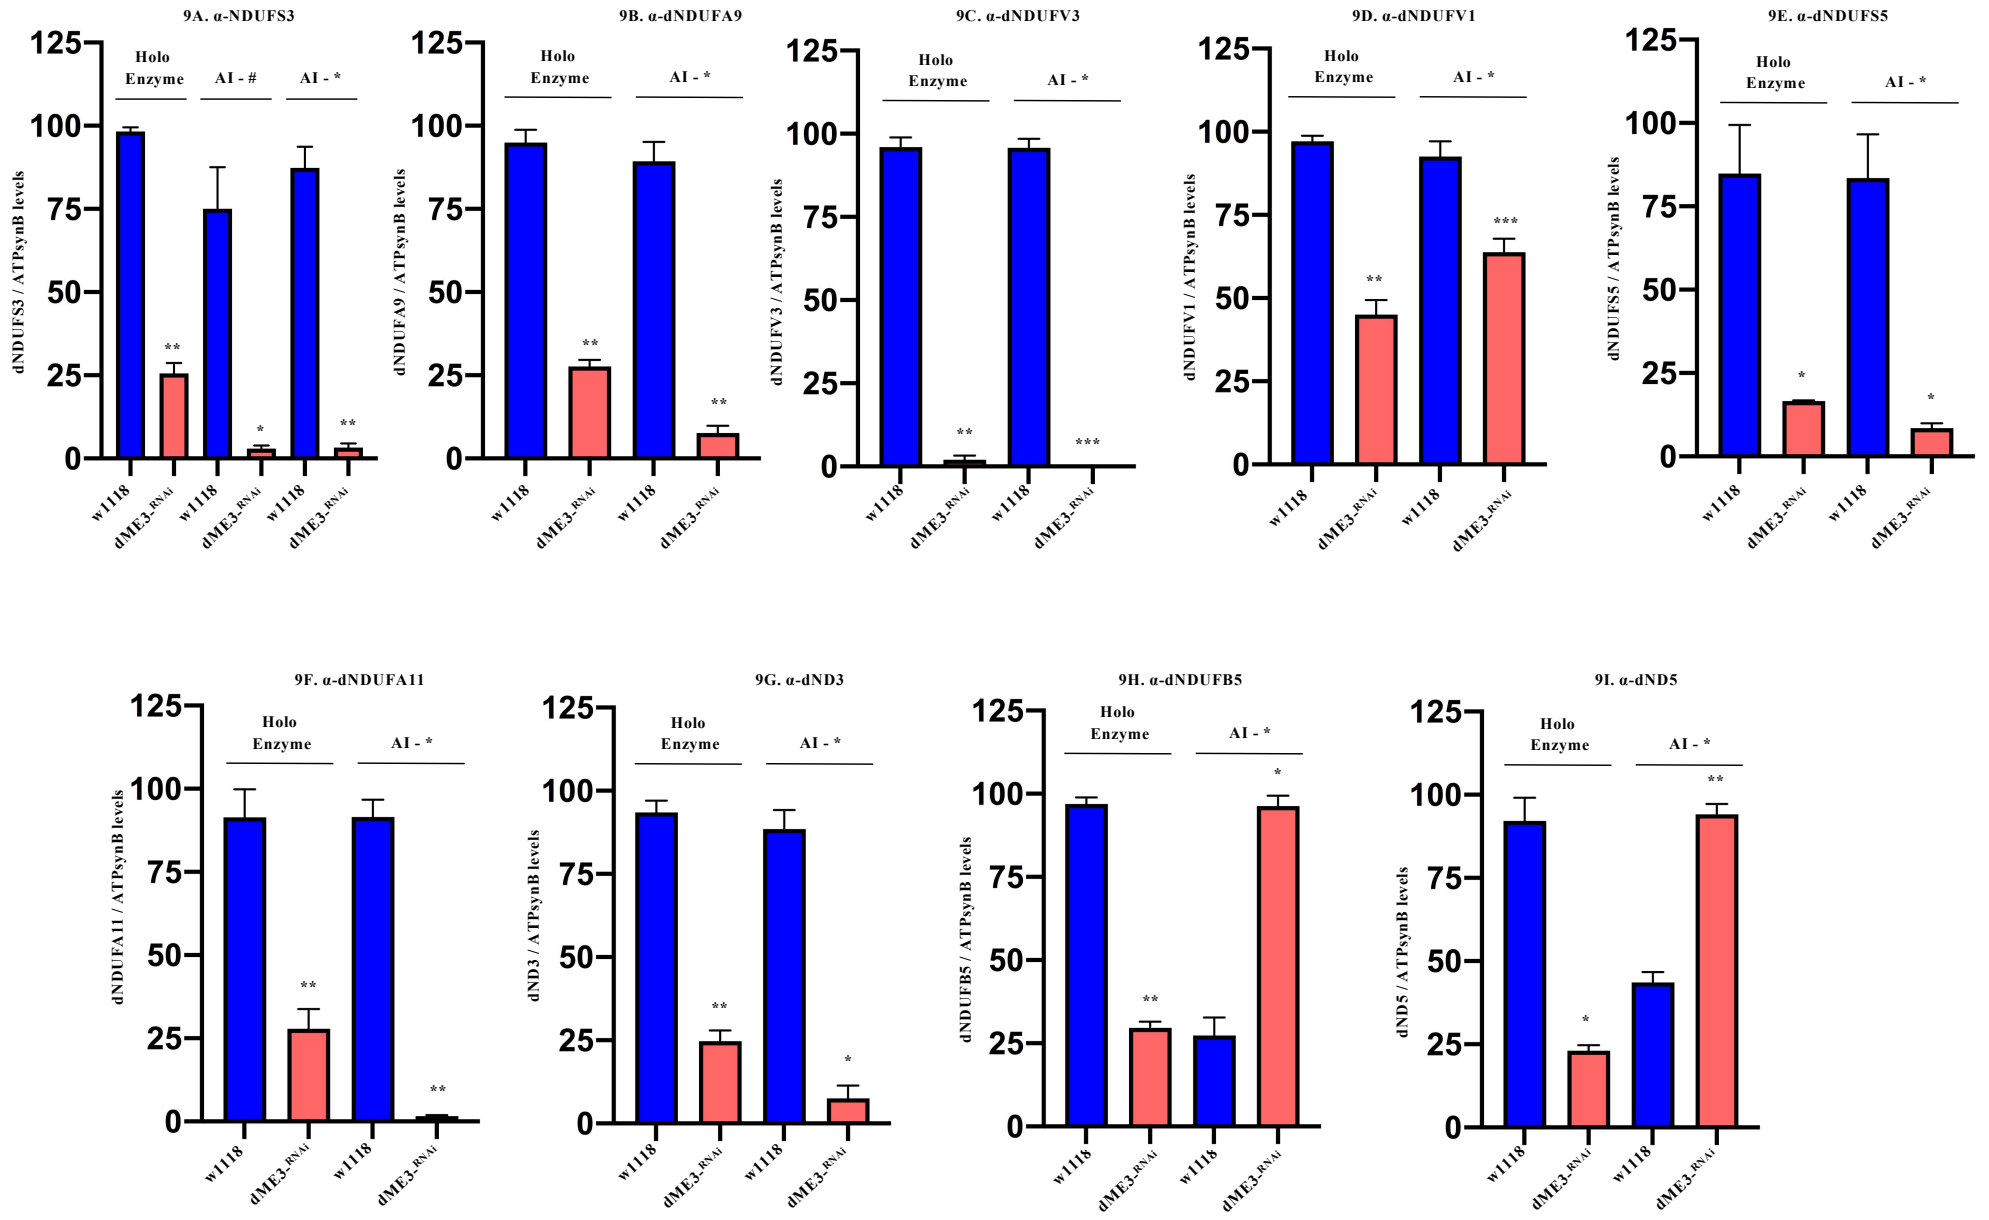 9A. α-NDUFS3
125
100
75
50
25
0
dNDUFS3 / ATPsynB levels
Holo
Enzyme
AI - #
AI - *
**
*
**
w1118
dME3-RNAi
w1118
dME3-RNAi
w1118
dME3-RNAi
9B. α-dNDUFA9
125
100
75
50
25
0
dNDUFA9 / ATPsynB levels
Holo
Enzyme
AI - *
**
**
w1118
dME3-RNAi
w1118
dME3-RNAi
9C. α-dNDUFV3
125
100
75
50
25
0
dNDUFV3 / ATPsynB levels
Holo
Enzyme
AI - *
**
***
w1118
dME3-RNAi
w1118
dME3-RNAi
9D. α-dNDUFV1
125
100
75
50
25
0
dNDUFV1 / ATPsynB levels
Holo
Enzyme
AI - *
**
***
w1118
dME3-RNAi
w1118
dME3-RNAi
9E. α-dNDUFS5
125
100
75
50
25
0
dNDUFS5 / ATPsynB levels
Holo
Enzyme
AI - *
*
*
w1118
dME3-RNAi
w1118
dME3-RNAi
9F. α-dNDUFA11
125
100
75
50
25
0
dNDUFA11 / ATPsynB levels
Holo
Enzyme
AI - *
**
**
w1118
dME3-RNAi
w1118
dME3-RNAi
9G. α-dND3
125
100
75
50
25
0
dND3 / ATPsynB levels
Holo
Enzyme
AI - *
**
*
w1118
dME3-RNAi
w1118
dME3-RNAi
9H. α-dNDUFB5
125
100
75
50
25
0
dNDUFB5 / ATPsynB levels
Holo
Enzyme
AI - *
**
*
w1118
dME3-RNAi
w1118
dME3-RNAi
9I. α-dND5
125
100
75
50
25
0
dND5 / ATPsynB levels
Holo
Enzyme
AI - *
*
**
w1118
dME3-RNAi
w1118
dME3-RNAi